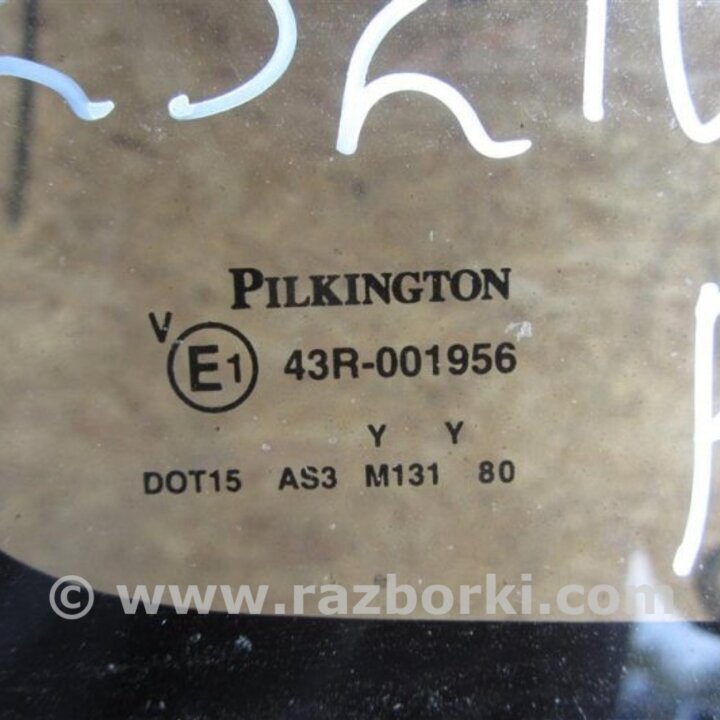 PILKINGTON
V
E1 43R-001956
Y Y
DOT15 AS3 M131 80
© www.razborki.com